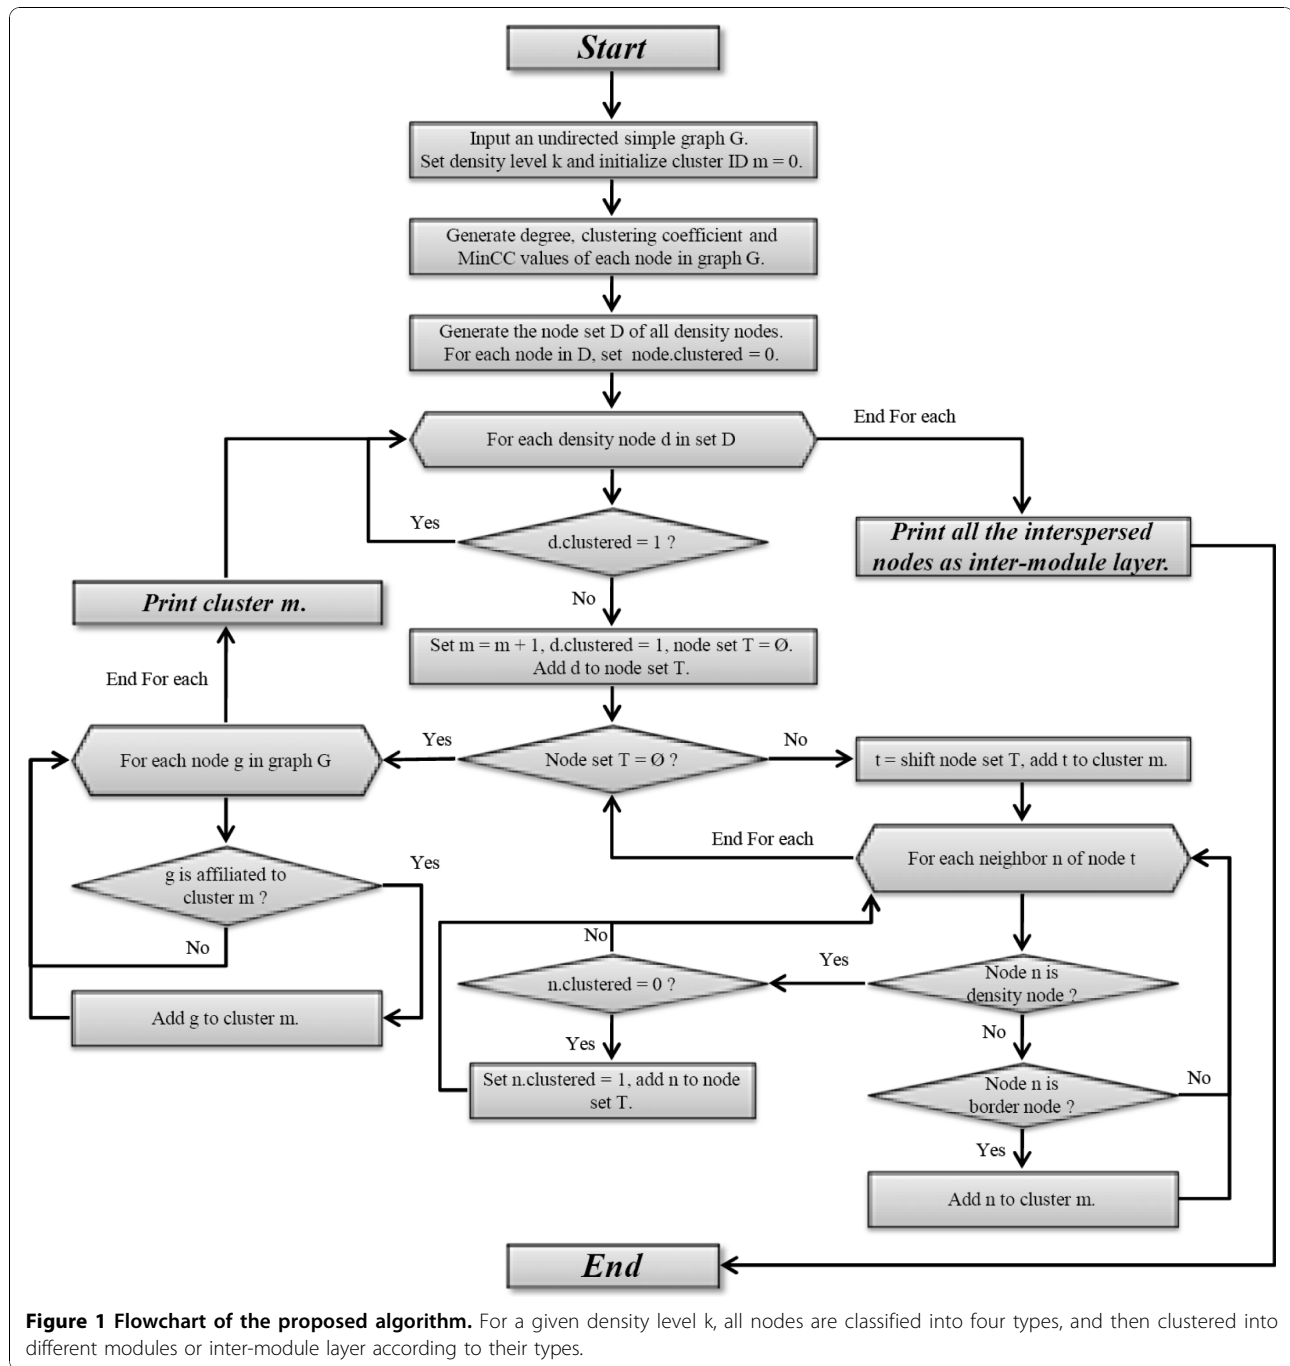 Start
Input an undirected simple graph G.
Set density level k and initialize cluster ID m = 0.
Generate degree, clustering coefficient and
MinCC values of each node in graph G.
Generate the node set D of all density nodes.
For each node in D, set node.clustered = 0.
For each density node d in set D
End For each
Print all the interspersed
nodes as inter-module layer.
Yes
d.clustered = 1 ?
No
Print cluster m.
Set m = m + 1, d.clustered = 1, node set T = Ø.
Add d to node set T.
End For each
For each node g in graph G
Yes
Node set T = Ø ?
No
t = shift node set T, add t to cluster m.
End For each
For each neighbor n of node t
g is affiliated to
cluster m ?
Yes
No
Add g to cluster m.
No
n.clustered = 0 ?
Yes
Node n is
density node ?
Yes
Set n.clustered = 1, add n to node
set T.
No
Node n is
border node ?
No
Yes
Add n to cluster m.
End
Figure 1 Flowchart of the proposed algorithm. For a given density level k, all nodes are classified into four types, and then clustered into
different modules or inter-module layer according to their types.